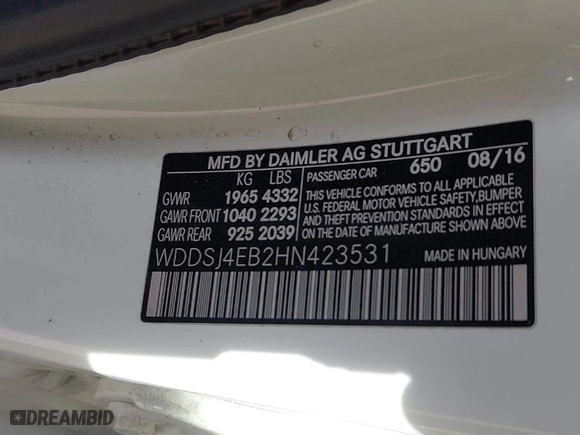 MFD BY DAIMLER AG STUTTGART
KG LBS PASSENGER CAR 650 08/16
GVWR 1965 4332 THIS VEHICLE CONFORMS TO ALL APPLICABLE
GAWR FRONT 1040 2293 U.S. FEDERAL MOTOR VEHICLE SAFETY, BUMPER
GAWR REAR 925 2039 AND THEFT PREVENTION STANDARDS IN EFFECT
ON THE DATE OF MANUFACTURE SHOWN ABOVE.
WDDSJ4EB2HN423531 MADE IN HUNGARY
DREAMBID